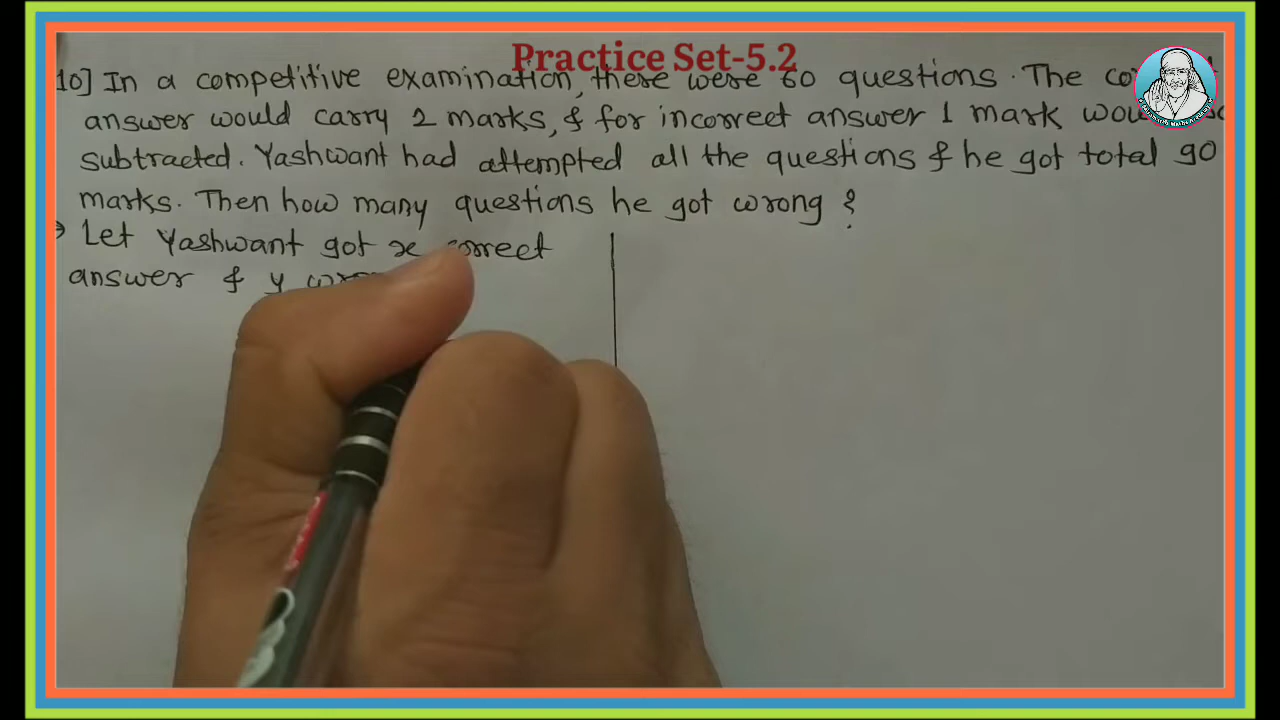 Practice Set-5.2
10] In a competitive examination, there were 60 questions. The
answer would carry 2 marks, & for incorrect answer 1 mark
subtracted. Yashwant had attempted all the questions & he got total 90
marks. Then how many questions he got wrong ?
→ Let Yashwant got x correct
answer & y